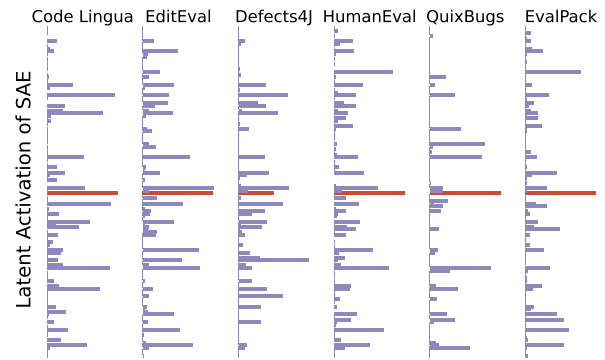 Code Lingua EditEval Defects4J HumanEval QuixBugs EvalPack
Latent Activation of SAE